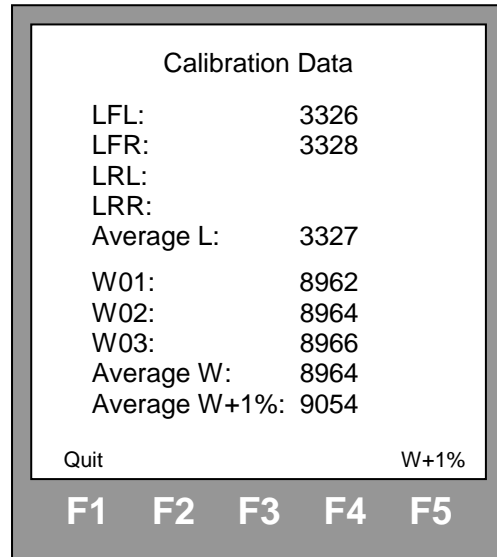 Calibration Data
LFL: 3326
LFR: 3328
LRL:
LRR:
Average L: 3327
W01: 8962
W02: 8964
W03: 8966
Average W: 8964
Average W+1%: 9054
Quit W+1%
F1 F2 F3 F4 F5